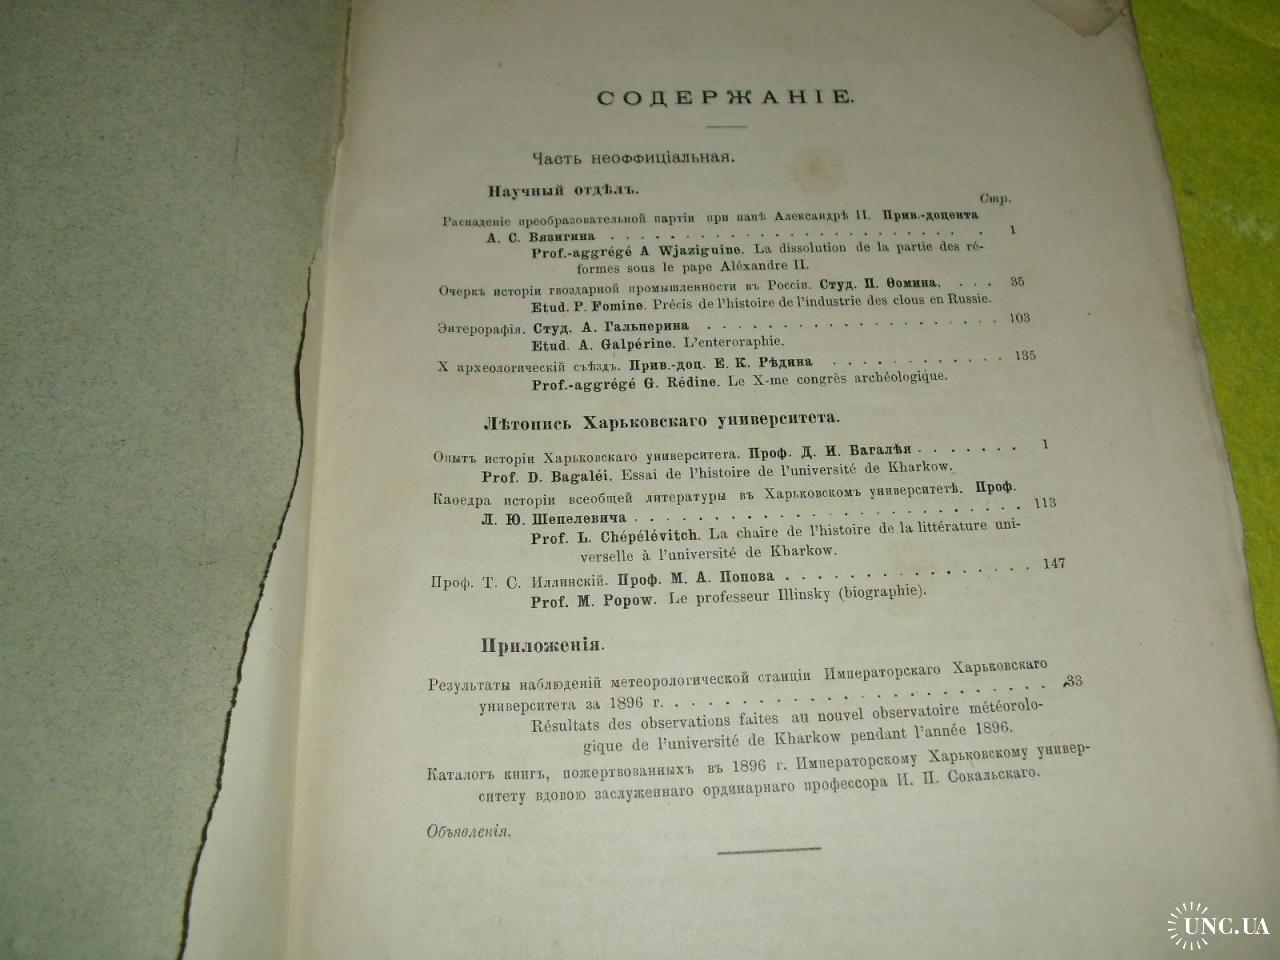 СОДЕРЖАНІЕ.
Часть неоффиціальная.
Научный отдѣлъ.
Стр.
Распаденіе преобразовательной партіи при папѣ Александрѣ II. Прив.-доцента
А. С. Вязигина . . . . . . . . . . . . . . . . . . . . . . 1
Prof.-aggrégé A Wjaziguine. La dissolution de la partie des ré-
formes sous le pape Aléxandre II.
Очеркъ исторіи гвоздарной промышленности въ Россіи. Студ. П. Ѳомина. . . . 35
Etud. P. Fomine. Précis de l'histoire de l'industrie des clous en Russie.
Энтерорафія. Студ. А. Гальперина . . . . . . . . . . . . . . . . . . 103
Etud. A. Galpérine. L'enteroraphie.
X археологическій съѣздъ. Прив.-доц. Е. К. Рѣдина . . . . . . . . . . . 135
Prof.-aggrégé G. Rédine. Le X-me congrès archéologique.
Лѣтопись Харьковскаго университета.
Опытъ исторіи Харьковскаго университета. Проф. Д. И. Багалѣя . . . . . . . 1
Prof. D. Bagaléi. Essai de l'histoire de l'université de Kharkow.
Каѳедра исторіи всеобщей литературы въ Харьковскомъ университетѣ. Проф.
Л. Ю. Шепелевича . . . . . . . . . . . . . . . . . . . . . . . . 113
Prof. L. Chépélévitch. La chaire de l'histoire de la littérature uni-
verselle à l'université de Kharkow.
Проф. Т. С. Иллинскій. Проф. М. А. Попова . . . . . . . . . . . . . . . 147
Prof. M. Popow. Le professeur Illinsky (biographie).
Приложенія.
Результаты наблюденій метеорологической станціи Императорскаго Харьковскаго
университета за 1896 г. . . . . . . . . . . . . . . . . . . . . . 33
Résultats des observations faites au nouvel observatoire météorolo-
gique de l'université de Kharkow pendant l'année 1896.
Каталогъ книгъ, пожертвованныхъ въ 1896 г. Императорскому Харьковскому универ-
ситету вдовою заслуженнаго ординарнаго профессора И. П. Сокальскаго.
Объявленія.
UNC.UA